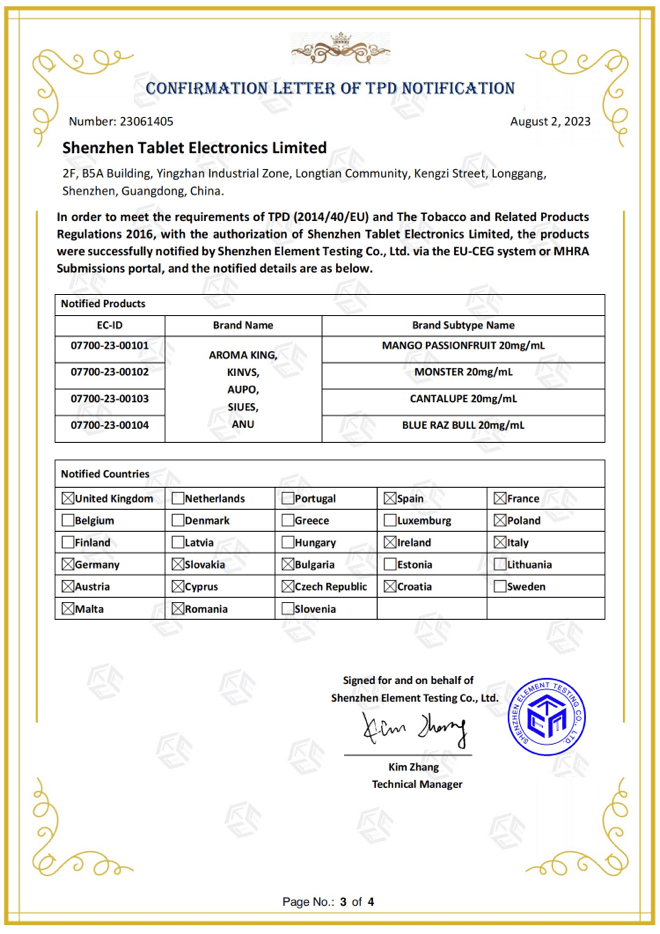 CONFIRMATION LETTER OF TPD NOTIFICATION
Number: 23061405 August 2, 2023
Shenzhen Tablet Electronics Limited
2F, B5A Building, Yingzhan Industrial Zone, Longtian Community, Kengzi Street, Longgang,
Shenzhen, Guangdong, China.
In order to meet the requirements of TPD (2014/40/EU) and The Tobacco and Related Products
Regulations 2016, with the authorization of Shenzhen Tablet Electronics Limited, the products
were successfully notified by Shenzhen Element Testing Co., Ltd. via the EU-CEG system or MHRA
Submissions portal, and the notified details are as below.
Notified Products
EC-ID Brand Name Brand Subtype Name
07700-23-00101 MANGO PASSIONFRUIT 20mg/mL
AROMA KING,
07700-23-00102 KINVS, MONSTER 20mg/mL
AUPO,
07700-23-00103 CANTALUPE 20mg/mL
SIUES,
07700-23-00104 ANU BLUE RAZ BULL 20mg/mL
Notified Countries
☒United Kingdom ☐Netherlands ☐Portugal ☒Spain ☒France
☐Belgium ☐Denmark ☐Greece ☐Luxemburg ☒Poland
☐Finland ☐Latvia ☐Hungary ☒Ireland ☒Italy
☒Germany ☒Slovakia ☒Bulgaria ☐Estonia ☐Lithuania
☒Austria ☒Cyprus ☒Czech Republic ☒Croatia ☐Sweden
☒Malta ☒Romania ☐Slovenia
Signed for and on behalf of
Shenzhen Element Testing Co., Ltd.
SHENZHEN ELEMENT TESTING CO., LTD.
Kim Zhang
Kim Zhang
Technical Manager
Page No.: 3 of 4